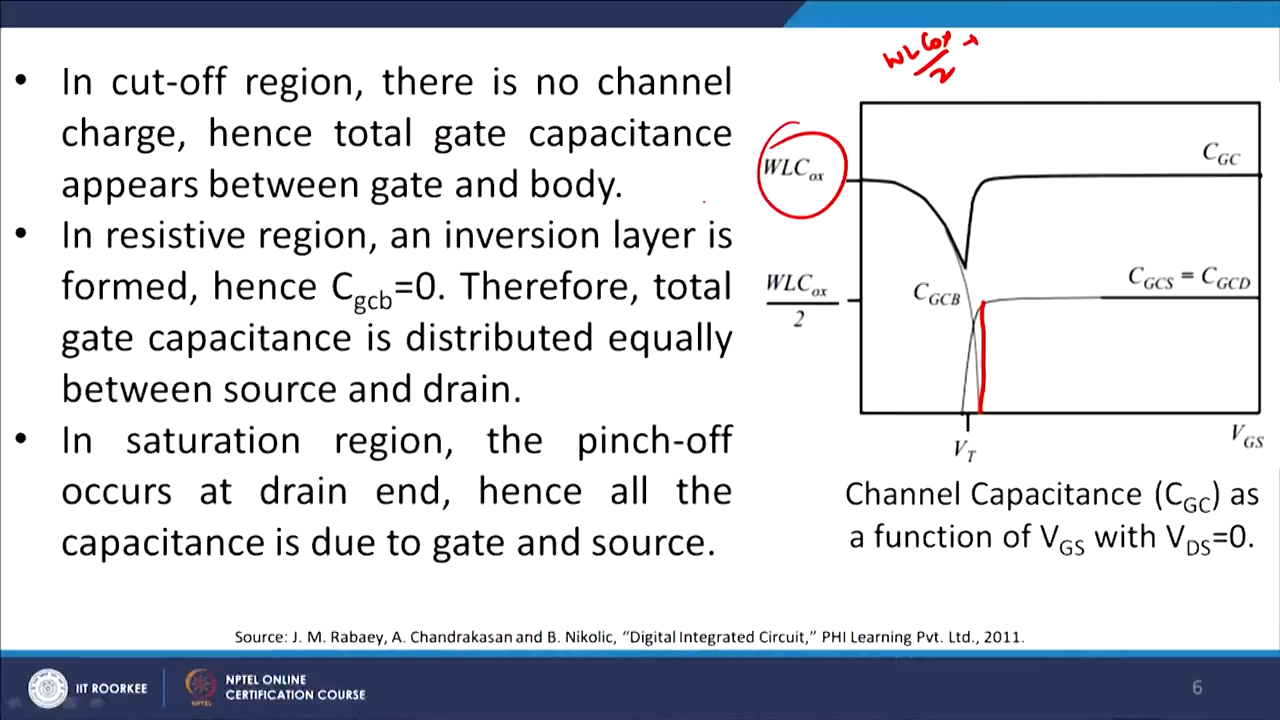 • In cut-off region, there is no channel
charge, hence total gate capacitance
appears between gate and body.
• In resistive region, an inversion layer is
formed, hence Cgcb=0. Therefore, total
gate capacitance is distributed equally
between source and drain.
• In saturation region, the pinch-off
occurs at drain end, hence all the
capacitance is due to gate and source.
WL Cox +
2
WLCox
CGC
WLCox
2
CGCB
CGCS = CGCD
VT
VGS
Channel Capacitance (CGC) as
a function of VGS with VDS=0.
Source: J. M. Rabaey, A. Chandrakasan and B. Nikolic, “Digital Integrated Circuit,” PHI Learning Pvt. Ltd., 2011.
IIT ROORKEE
NPTEL
NPTEL ONLINE
CERTIFICATION COURSE
6